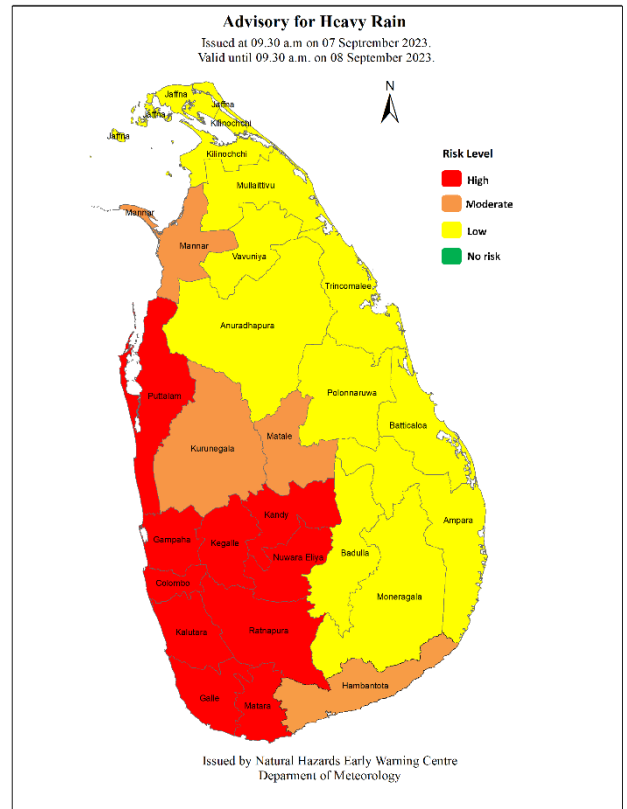 Advisory for Heavy Rain
Issued at 09.30 a.m on 07 Septrember 2023.
Valid until 09.30 a.m. on 08 September 2023.
N
Jaffna
Jaffna
Jaffna
Kilinochchi
Jaffna
Kilinochchi
Risk Level
High
Moderate
Low
No risk
Mullaittivu
Mannar
Mannar
Vavuniya
Trincomalee
Anuradhapura
Polonnaruwa
Puttalam
Batticaloa
Matale
Kurunegala
Kandy
Ampara
Gampaha
Kegalle
Nuwara Eliya
Badulla
Colombo
Moneragala
Kalutara
Ratnapura
Hambantota
Galle
Matara
Issued by Natural Hazards Early Warning Centre
Deparment of Meteorology